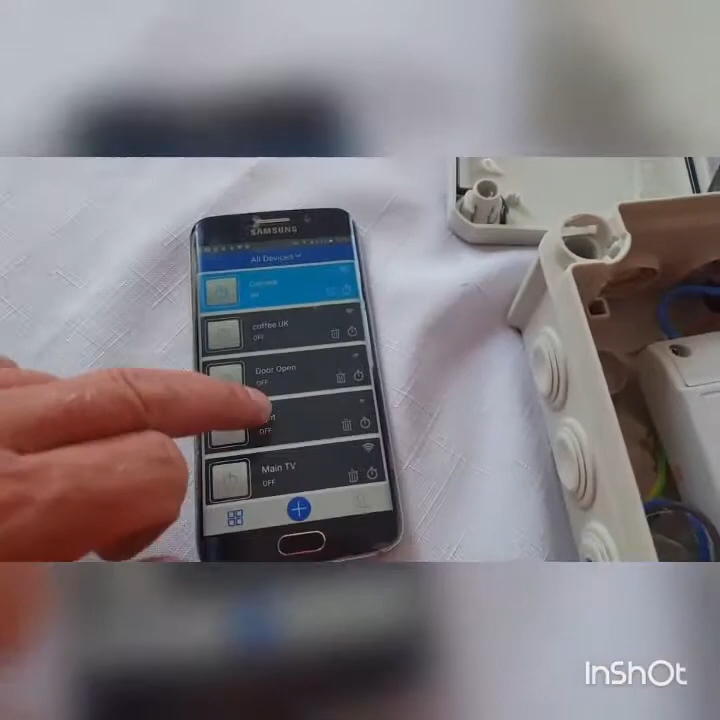 SAMSUNG
All Devices
coffee UK
OFF
Door Open
OFF
OFF
Main TV
OFF
InShOt